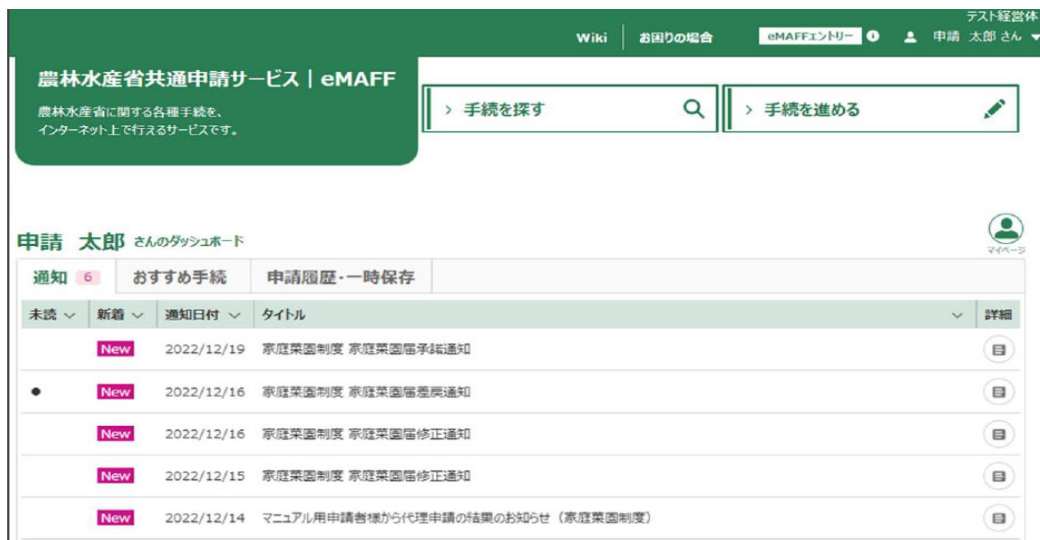 テスト経営体
Wiki お困りの場合 eMAFFエントリー 申請 太郎 さん
農林水産省共通申請サービス｜eMAFF
農林水産省に関する各種手続を、
インターネット上で行えるサービスです。
手続を探す
手続を進める
申請 太郎 さんのダッシュボード
マイページ
通知 6 おすすめ手続 申請履歴・一時保存
未読 新着 通知日付 タイトル 詳細
New 2022/12/19 家庭菜園制度 家庭菜園届承諾通知
New 2022/12/16 家庭菜園制度 家庭菜園届差戻通知
New 2022/12/16 家庭菜園制度 家庭菜園届修正通知
New 2022/12/15 家庭菜園制度 家庭菜園届修正通知
New 2022/12/14 マニュアル用申請者様から代理申請の結果のお知らせ（家庭菜園制度）